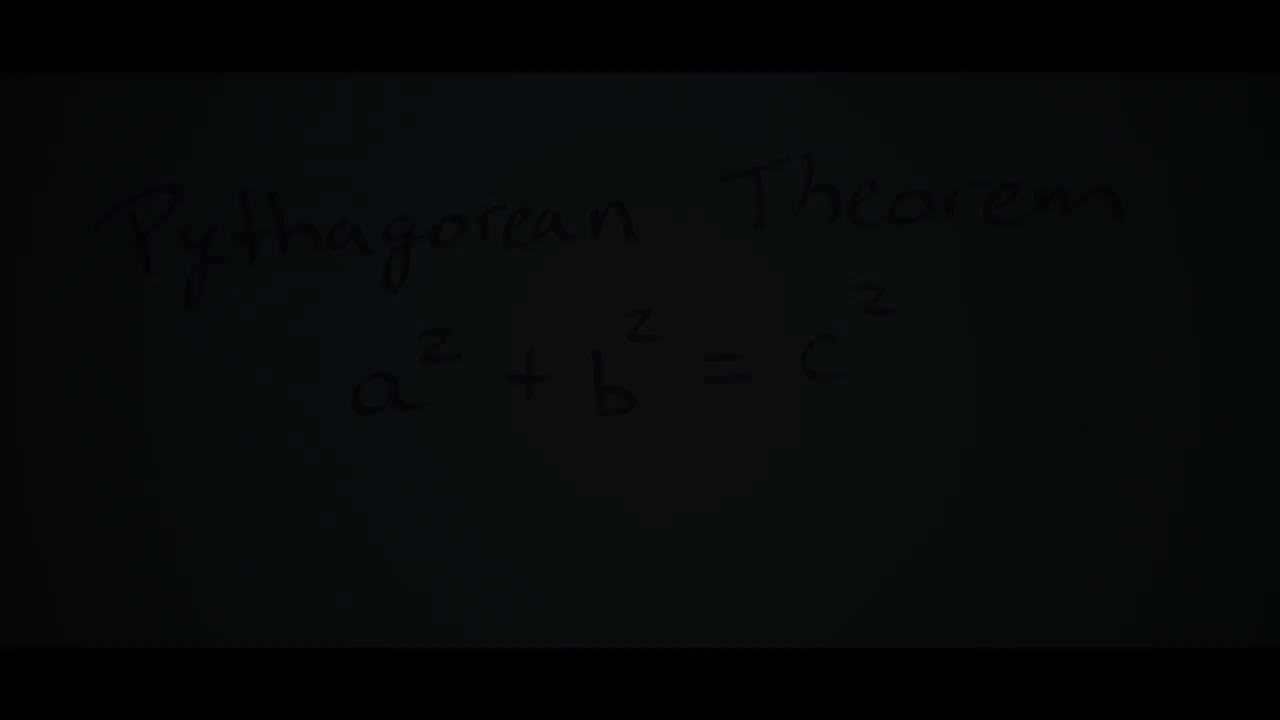 Pythagorean Theorem
a² + b² = c²